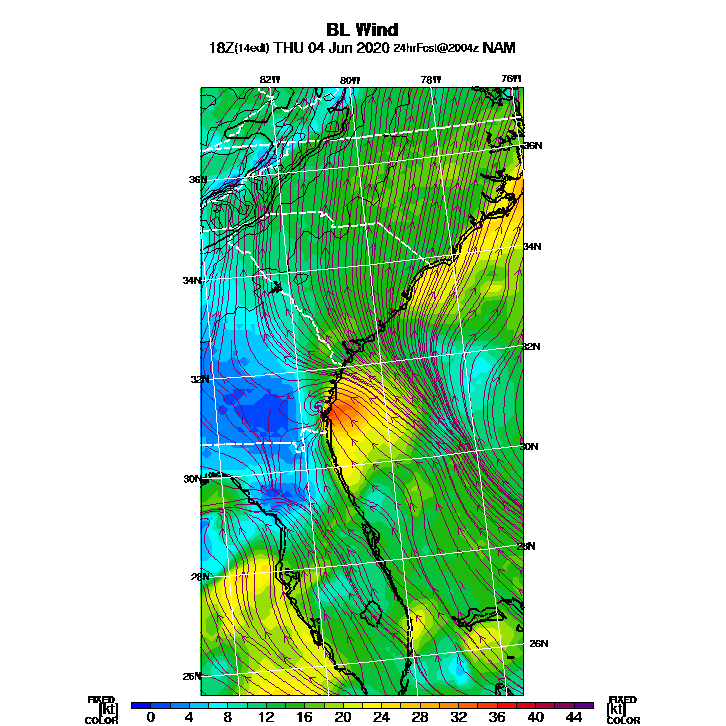 BL Wind
18Z(14edt) THU 04 Jun 2020 24hrFcst@2004z NAM
82W 80W 78W 76W
36N
36N
34N
34N
32N
32N
30N
30N
28N
28N
26N
26N
FIXED FIXED
[kt] 0 4 8 12 16 20 24 28 32 36 40 44 [kt]
COLOR COLOR